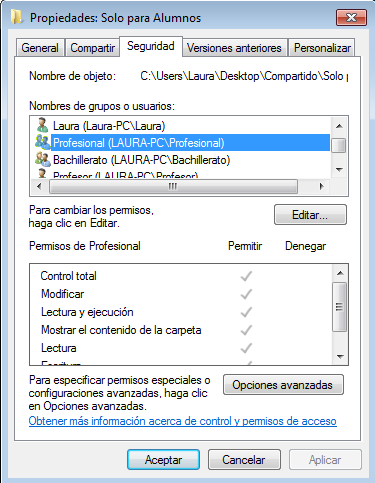 Propiedades: Solo para Alumnos
General Compartir Seguridad Versiones anteriores Personalizar
Nombre de objeto: C:\Users\Laura\Desktop\Compartido\Solo p
Nombres de grupos o usuarios:
Laura (Laura-PC\Laura)
Profesional (LAURA-PC\Profesional)
Bachillerato (LAURA-PC\Bachillerato)
Profesor (LAURA-PC\Profesor)
Para cambiar los permisos,
haga clic en Editar.
Editar...
Permisos de Profesional Permitir Denegar
Control total
Modificar
Lectura y ejecución
Mostrar el contenido de la carpeta
Lectura
Escritura
Para especificar permisos especiales o
configuraciones avanzadas, haga clic
en Opciones avanzadas.
Opciones avanzadas
Obtener más información acerca de control y permisos de acceso
Aceptar Cancelar Aplicar